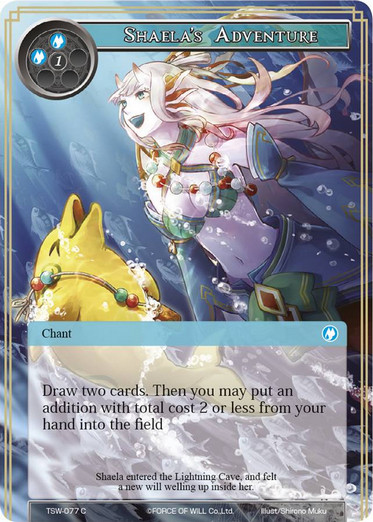 SHAELA'S ADVENTURE
1
Chant
Draw two cards. Then you may put an
addition with total cost 2 or less from your
hand into the field
Shaela entered the Lightning Cave, and felt
a new will welling up inside her.
TSW-077 C ©FORCE OF WILL Co.,Ltd. Illust/Shirono Muku